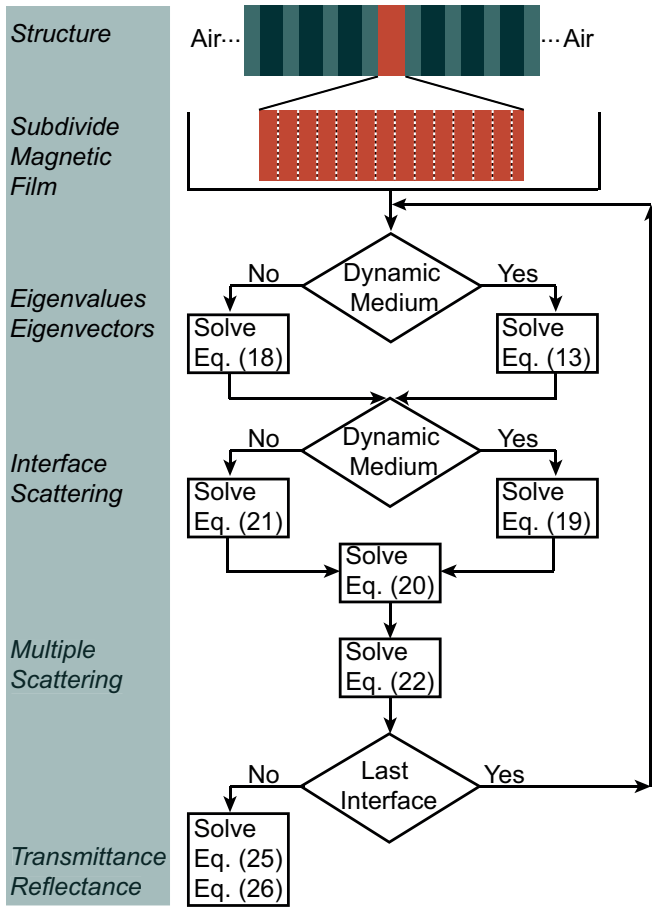 Structure
Air··· ···Air
Subdivide
Magnetic
Film
Dynamic
Medium
No
Yes
Eigenvalues
Eigenvectors
Solve
Eq. (18)
Solve
Eq. (13)
Dynamic
Medium
No
Yes
Interface
Scattering
Solve
Eq. (21)
Solve
Eq. (19)
Solve
Eq. (20)
Multiple
Scattering
Solve
Eq. (22)
Last
Interface
No
Yes
Transmittance
Reflectance
Solve
Eq. (25)
Eq. (26)